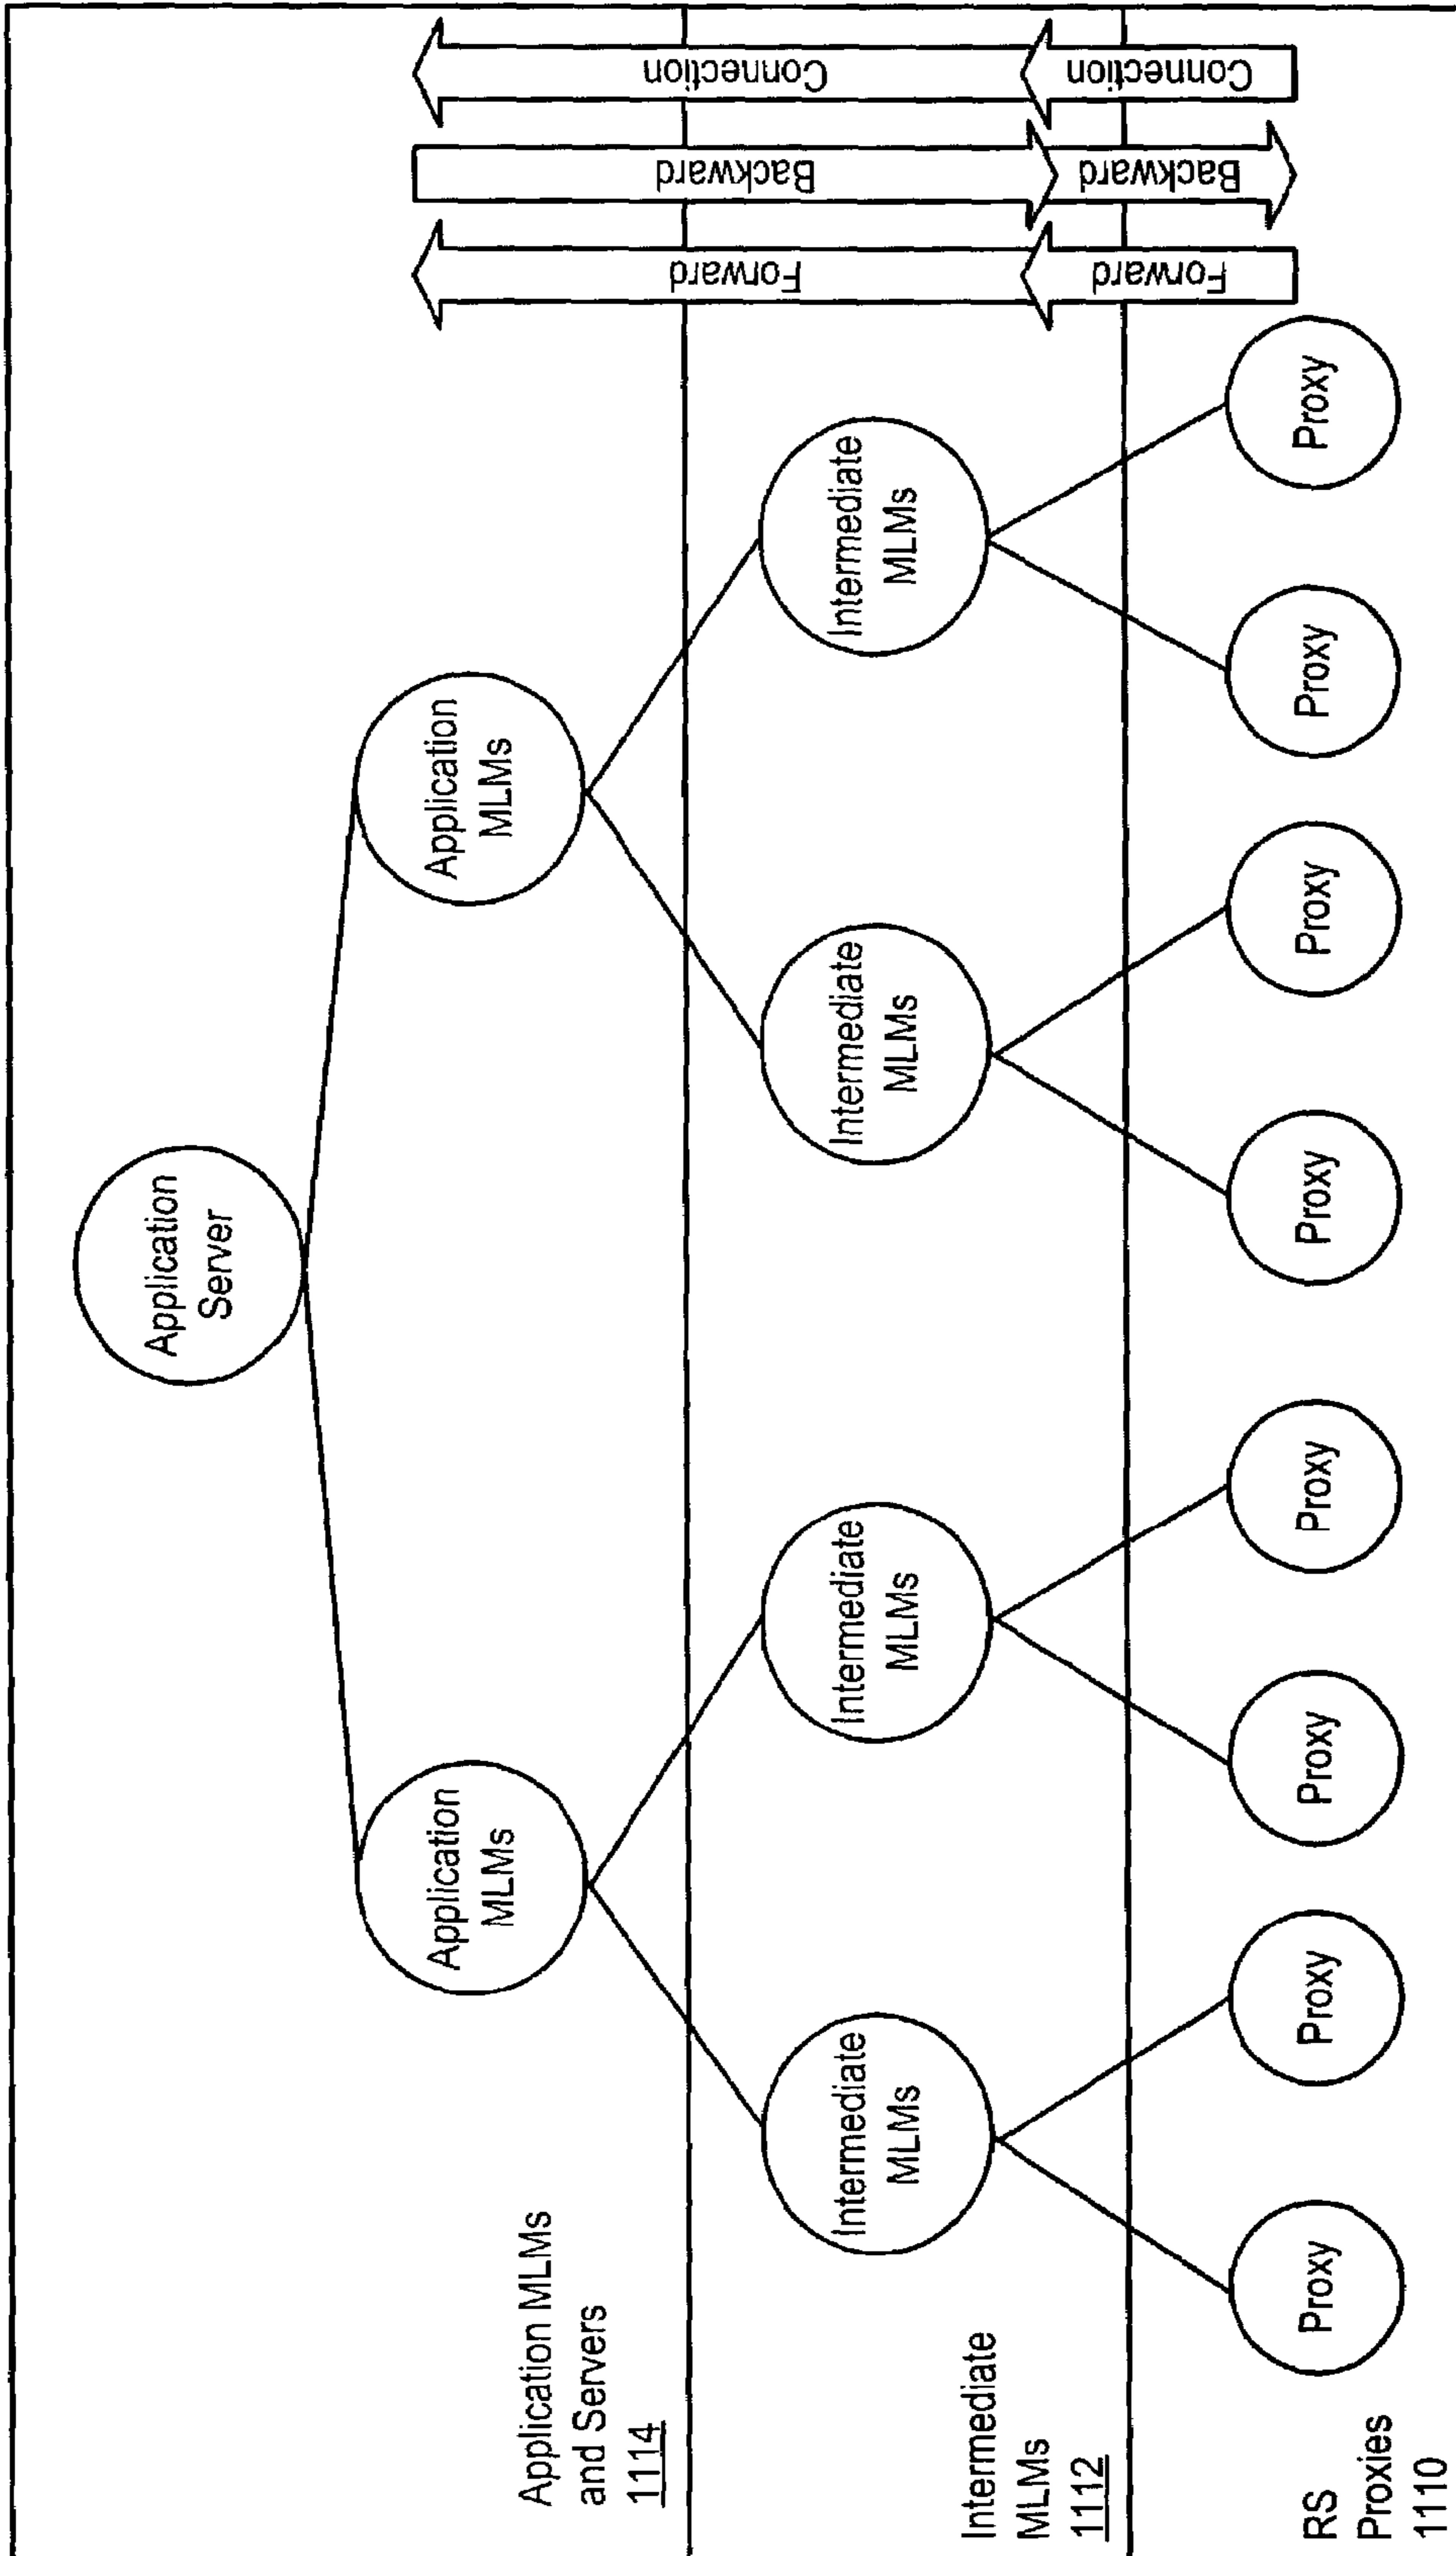 Application
Server
Application
MLMs
Application
MLMs
Application MLMs
and Servers
1114
Intermediate
MLMs
Intermediate
MLMs
Intermediate
MLMs
Intermediate
MLMs
Intermediate
MLMs
1112
Proxy
Proxy
Proxy
Proxy
Proxy
Proxy
Proxy
Proxy
RS
Proxies
1110
Forward
Forward
Backward
Backward
Connection
Connection